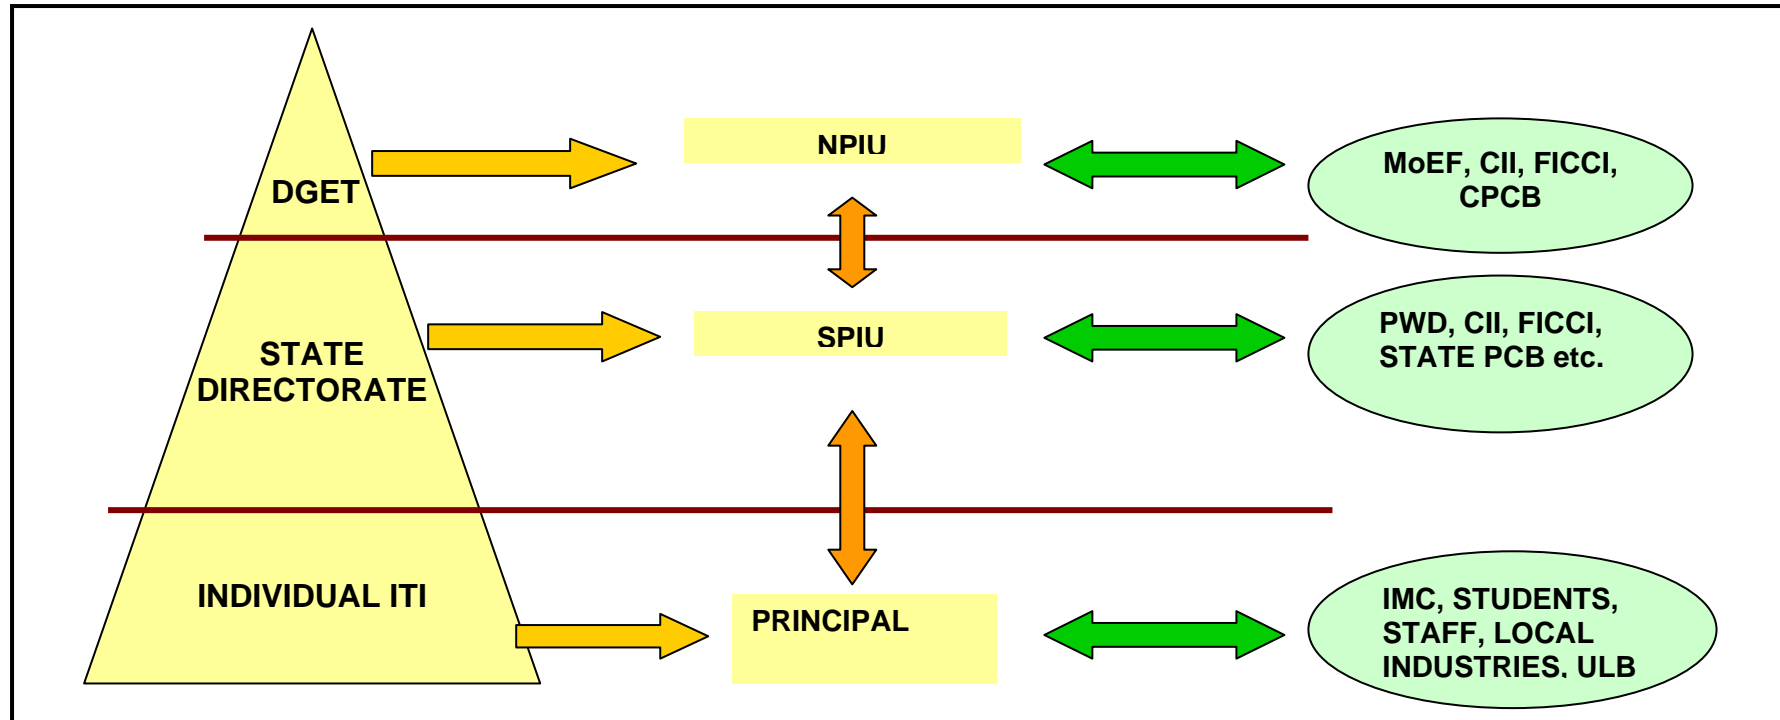 DGET
NPIU
MoEF, CII, FICCI,
CPCB
STATE
DIRECTORATE
SPIU
PWD, CII, FICCI,
STATE PCB etc.
INDIVIDUAL ITI
PRINCIPAL
IMC, STUDENTS,
STAFF, LOCAL
INDUSTRIES, ULB